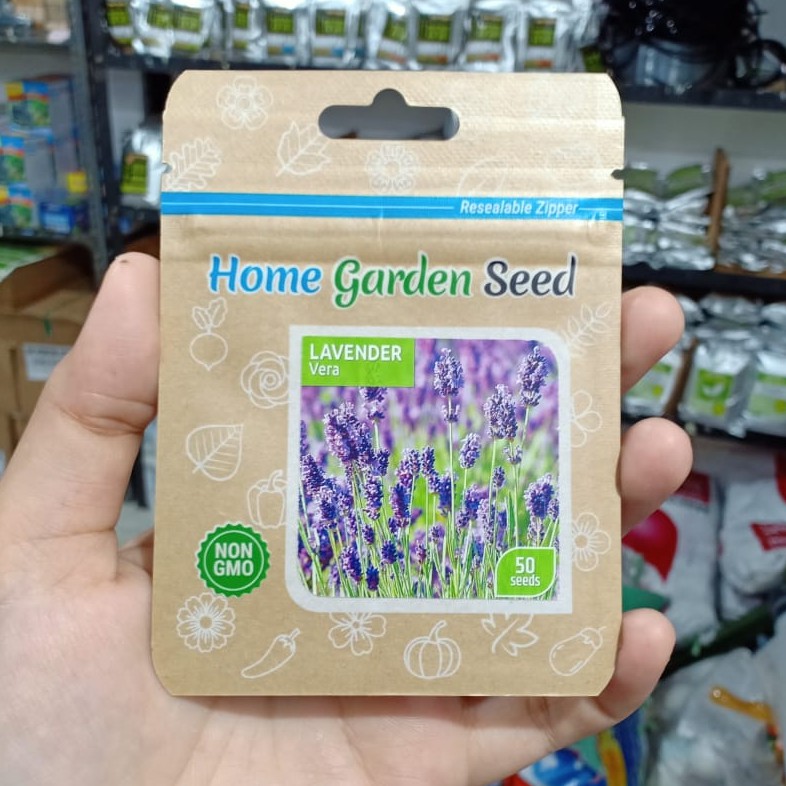 Resealable Zipper
Home Garden Seed
LAVENDER
Vera
NON
GMO
50
seeds